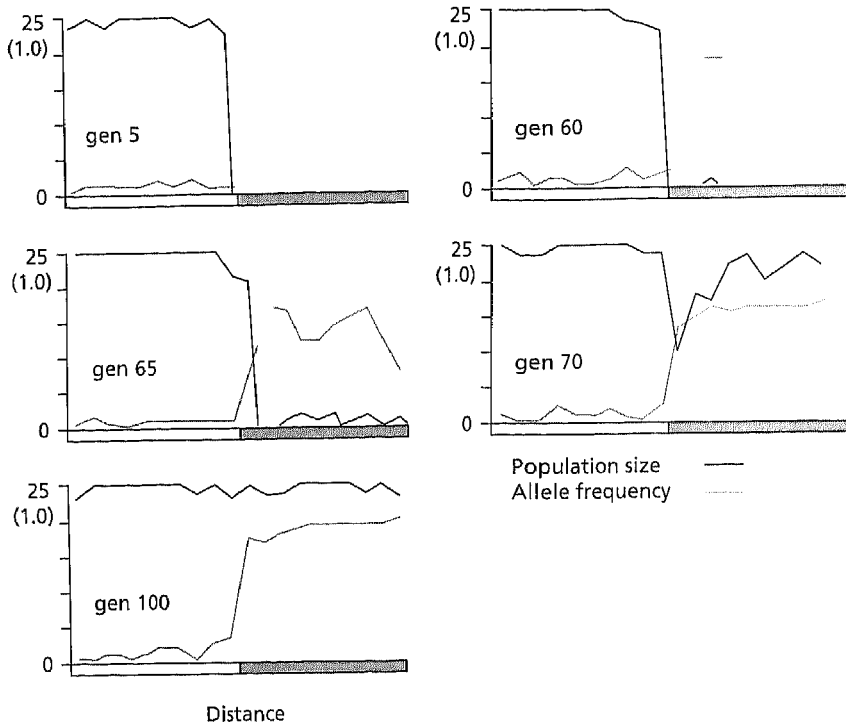 25
(1.0)
gen 5
0
25
(1.0)
gen 60
0
25
(1.0)
gen 65
0
25
(1.0)
gen 70
0
Population size
Allele frequency
25
(1.0)
gen 100
0
Distance